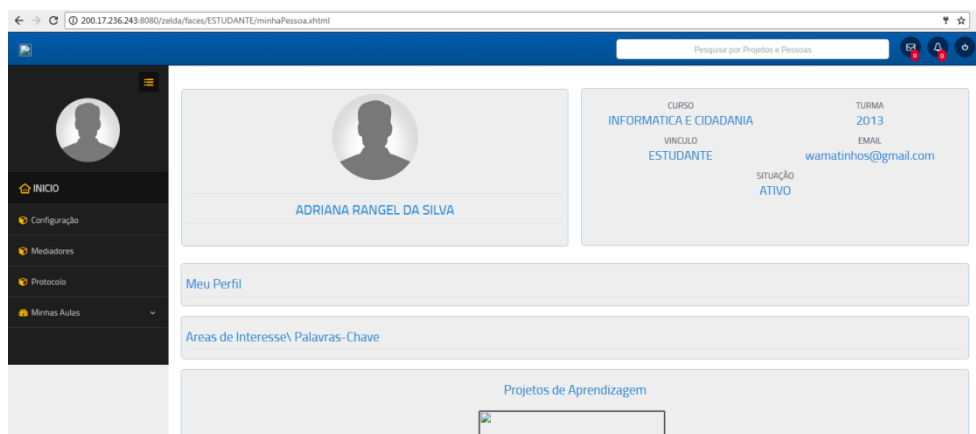 200.17.236.243:8080/zelda/faces/ESTUDANTE/minhaPessoa.xhtml
Pesquise por Projetos e Pessoas
0
0
INICIO
Configuração
Mediadores
Protocolo
Minhas Aulas
ADRIANA RANGEL DA SILVA
CURSO
INFORMATICA E CIDADANIA
TURMA
2013
VINCULO
ESTUDANTE
EMAIL
wamatinhos@gmail.com
SITUAÇÃO
ATIVO
Meu Perfil
Areas de Interesse\ Palavras-Chave
Projetos de Aprendizagem